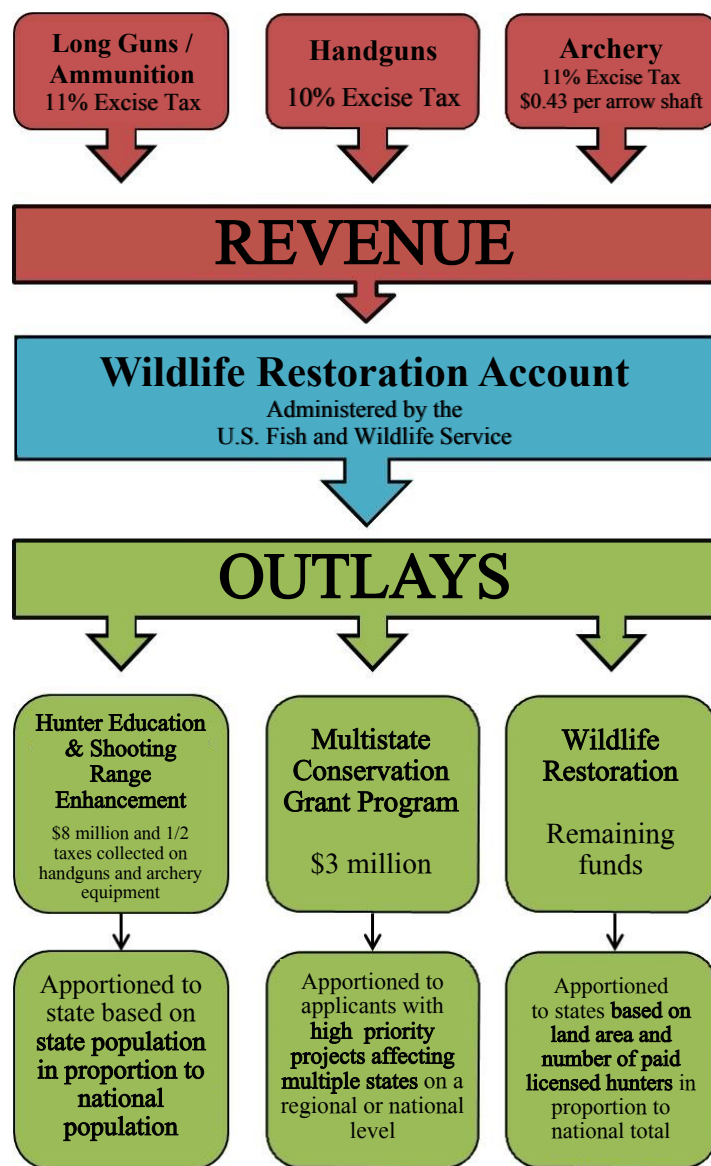 Long Guns /
Ammunition
11% Excise Tax
Handguns
10% Excise Tax
Archery
11% Excise Tax
$0.43 per arrow shaft
REVENUE
Wildlife Restoration Account
Administered by the
U.S. Fish and Wildlife Service
OUTLAYS
Hunter Education
& Shooting
Range
Enhancement
$8 million and 1/2
taxes collected on
handguns and archery
equipment
Multistate
Conservation
Grant Program
$3 million
Wildlife
Restoration
Remaining
funds
Apportioned to
state based on
state population
in proportion to
national
population
Apportioned to
applicants with
high priority
projects affecting
multiple states on a
regional or national
level
Apportioned
to states based on
land area and
number of paid
licensed hunters in
proportion to
national total